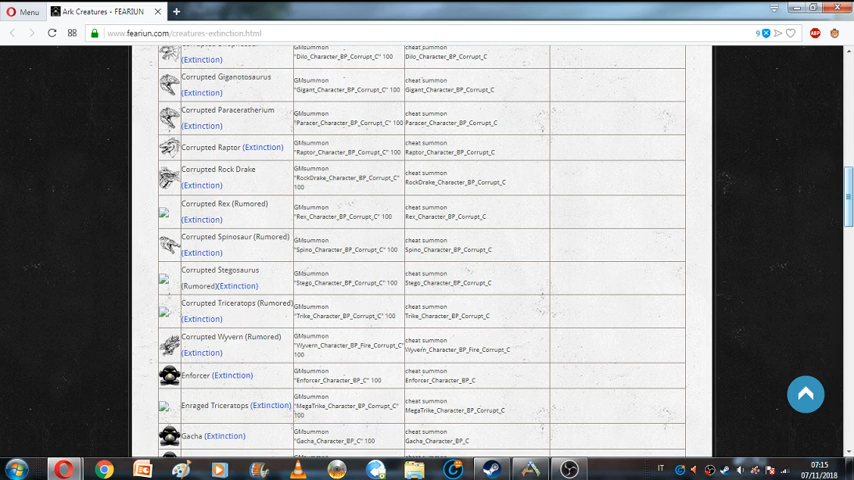 Menu
Ark Creatures - FEARIUN
www.feariun.com/creatures-extinction.html
9
ABP
(Extinction)
"Dilo_Character_BP_Corrupt_C" 100
Dilo_Character_BP_Corrupt_C
Corrupted Giganotosaurus
(Extinction)
GMsummon
"Gigant_Character_BP_Corrupt_C" 100
cheat summon
Gigant_Character_BP_Corrupt_C
Corrupted Paraceratherium
(Extinction)
GMsummon
"Paracer_Character_BP_Corrupt_C" 100
cheat summon
Paracer_Character_BP_Corrupt_C
Corrupted Raptor (Extinction)
GMsummon
"Raptor_Character_BP_Corrupt_C" 100
cheat summon
Raptor_Character_BP_Corrupt_C
Corrupted Rock Drake
(Extinction)
GMsummon
"RockDrake_Character_BP_Corrupt_C"
100
cheat summon
RockDrake_Character_BP_Corrupt_C
Corrupted Rex (Rumored)
(Extinction)
GMsummon
"Rex_Character_BP_Corrupt_C" 100
cheat summon
Rex_Character_BP_Corrupt_C
Corrupted Spinosaur (Rumored)
(Extinction)
GMsummon
"Spino_Character_BP_Corrupt_C" 100
cheat summon
Spino_Character_BP_Corrupt_C
Corrupted Stegosaurus
(Rumored)(Extinction)
GMsummon
"Stego_Character_BP_Corrupt_C" 100
cheat summon
Stego_Character_BP_Corrupt_C
Corrupted Triceratops (Rumored)
(Extinction)
GMsummon
"Trike_Character_BP_Corrupt_C" 100
cheat summon
Trike_Character_BP_Corrupt_C
Corrupted Wyvern (Rumored)
(Extinction)
GMsummon
"Wyvern_Character_BP_Fire_Corrupt_C"
100
cheat summon
Wyvern_Character_BP_Fire_Corrupt_C
Enforcer (Extinction)
GMsummon
"Enforcer_Character_BP_C" 100
cheat summon
Enforcer_Character_BP_C
Enraged Triceratops (Extinction)
GMsummon
"MegaTrike_Character_BP_Corrupt_C"
100
cheat summon
MegaTrike_Character_BP_Corrupt_C
Gacha (Extinction)
GMsummon
"Gacha_Character_BP_C" 100
cheat summon
Gacha_Character_BP_C
IT
07:15
07/11/2018